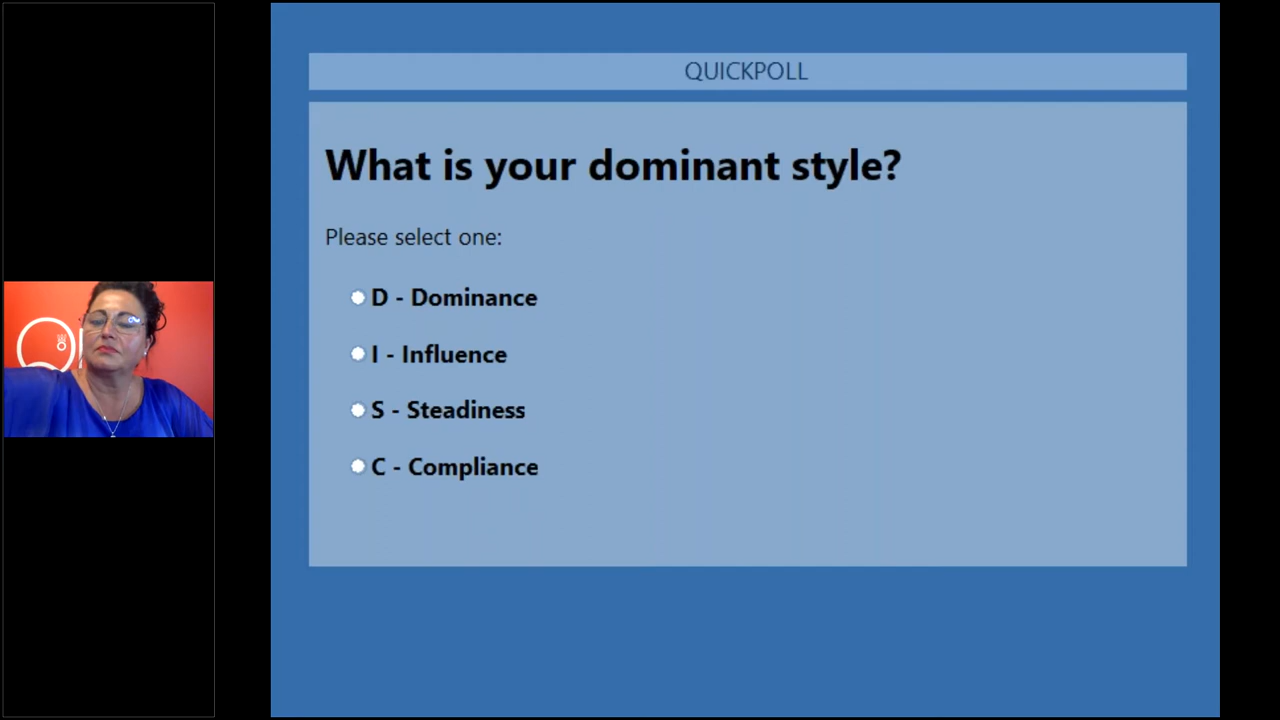 QUICKPOLL
What is your dominant style?
Please select one:
D - Dominance
I - Influence
S - Steadiness
C - Compliance